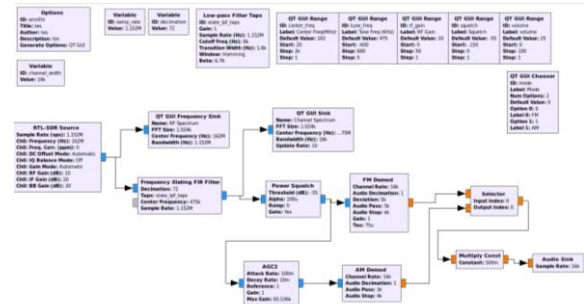 Options
ID: airvhfrx
Title: tes
Author: tes
Description: tes
Generate Options: QT GUI
Variable
ID: samp_rate
Value: 1.152M
Variable
ID: decimation
Value: 72
Low-pass Filter Taps
ID: xlate_lpf_taps
Gain: 1
Sample Rate (Hz): 1.152M
Cutoff Freq (Hz): 8k
Transition Width (Hz): 1.6k
Window: Hamming
Beta: 6.76
QT GUI Range
ID: center_freq
Label: Center Freq(MHz)
Default Value: 162
Start: 20
Step: 1
QT GUI Range
ID: tune_freq
Label: Tune Freq (KHz)
Default Value: 475
Start: -600
Stop: 600
Step: 5
QT GUI Range
ID: rf_gain
Label: RF Gain
Start: 0
Stop: 50
Step: 1
QT GUI Range
ID: squelch
Label: Squelch
Default Value: -55
Start: -150
Stop: 0
Step: 1
QT GUI Range
ID: volume
Label: volume
Default Value: 25
Start: 0
Stop: 100
Step: 1
Variable
ID: channel_width
Value: 16k
QT GUI Chooser
ID: mode
Label: Mode
Num Options: 2
Default Value: 0
Option 0: 0
Label 0: FM
Option 1: 1
Label 1: AM
RTL-SDR Source
Sample Rate (sps): 1.152M
Ch0: Frequency (Hz): 162M
Ch0: Freq. Corr. (ppm): 0
Ch0: DC Offset Mode: Automatic
Ch0: IQ Balance Mode: Off
Ch0: Gain Mode: Automatic
Ch0: RF Gain (dB): 10
Ch0: IF Gain (dB): 20
Ch0: BB Gain (dB): 20
QT GUI Frequency Sink
Name: RF Spectrum
FFT Size: 1.024k
Center Frequency (Hz): 162M
Bandwidth (Hz): 1.152M
QT GUI Sink
Name: Channel Spectrum
FFT Size: 1.024k
Center Frequency (Hz): ...75M
Bandwidth (Hz): 16k
Update Rate: 10
Frequency Xlating FIR Filter
Decimation: 72
Taps: xlate_lpf_taps
Center Frequency: 475k
Sample Rate: 1.152M
Power Squelch
Threshold (dB): -55
Alpha: 100u
Ramp: 0
Gate: Yes
FM Demod
Channel Rate: 16k
Audio Decimation: 1
Deviation: 5k
Audio Pass: 3k
Audio Stop: 4k
Gain: 1
Tau: 75u
Selector
Input Index: 0
Output Index: 0
AGC2
Attack Rate: 100m
Decay Rate: 10m
Reference: 1
Gain: 1
Max Gain: 65.536k
AM Demod
Channel Rate: 16k
Audio Decimation: 1
Audio Pass: 3k
Audio Stop: 4k
Multiply Const
Constant: 500m
Audio Sink
Sample Rate: 16k